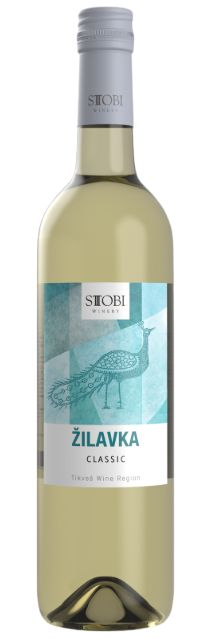 STOBI
WINERY
STOBI
WINERY
ŽILAVKA
CLASSIC
Tikveš Wine Region